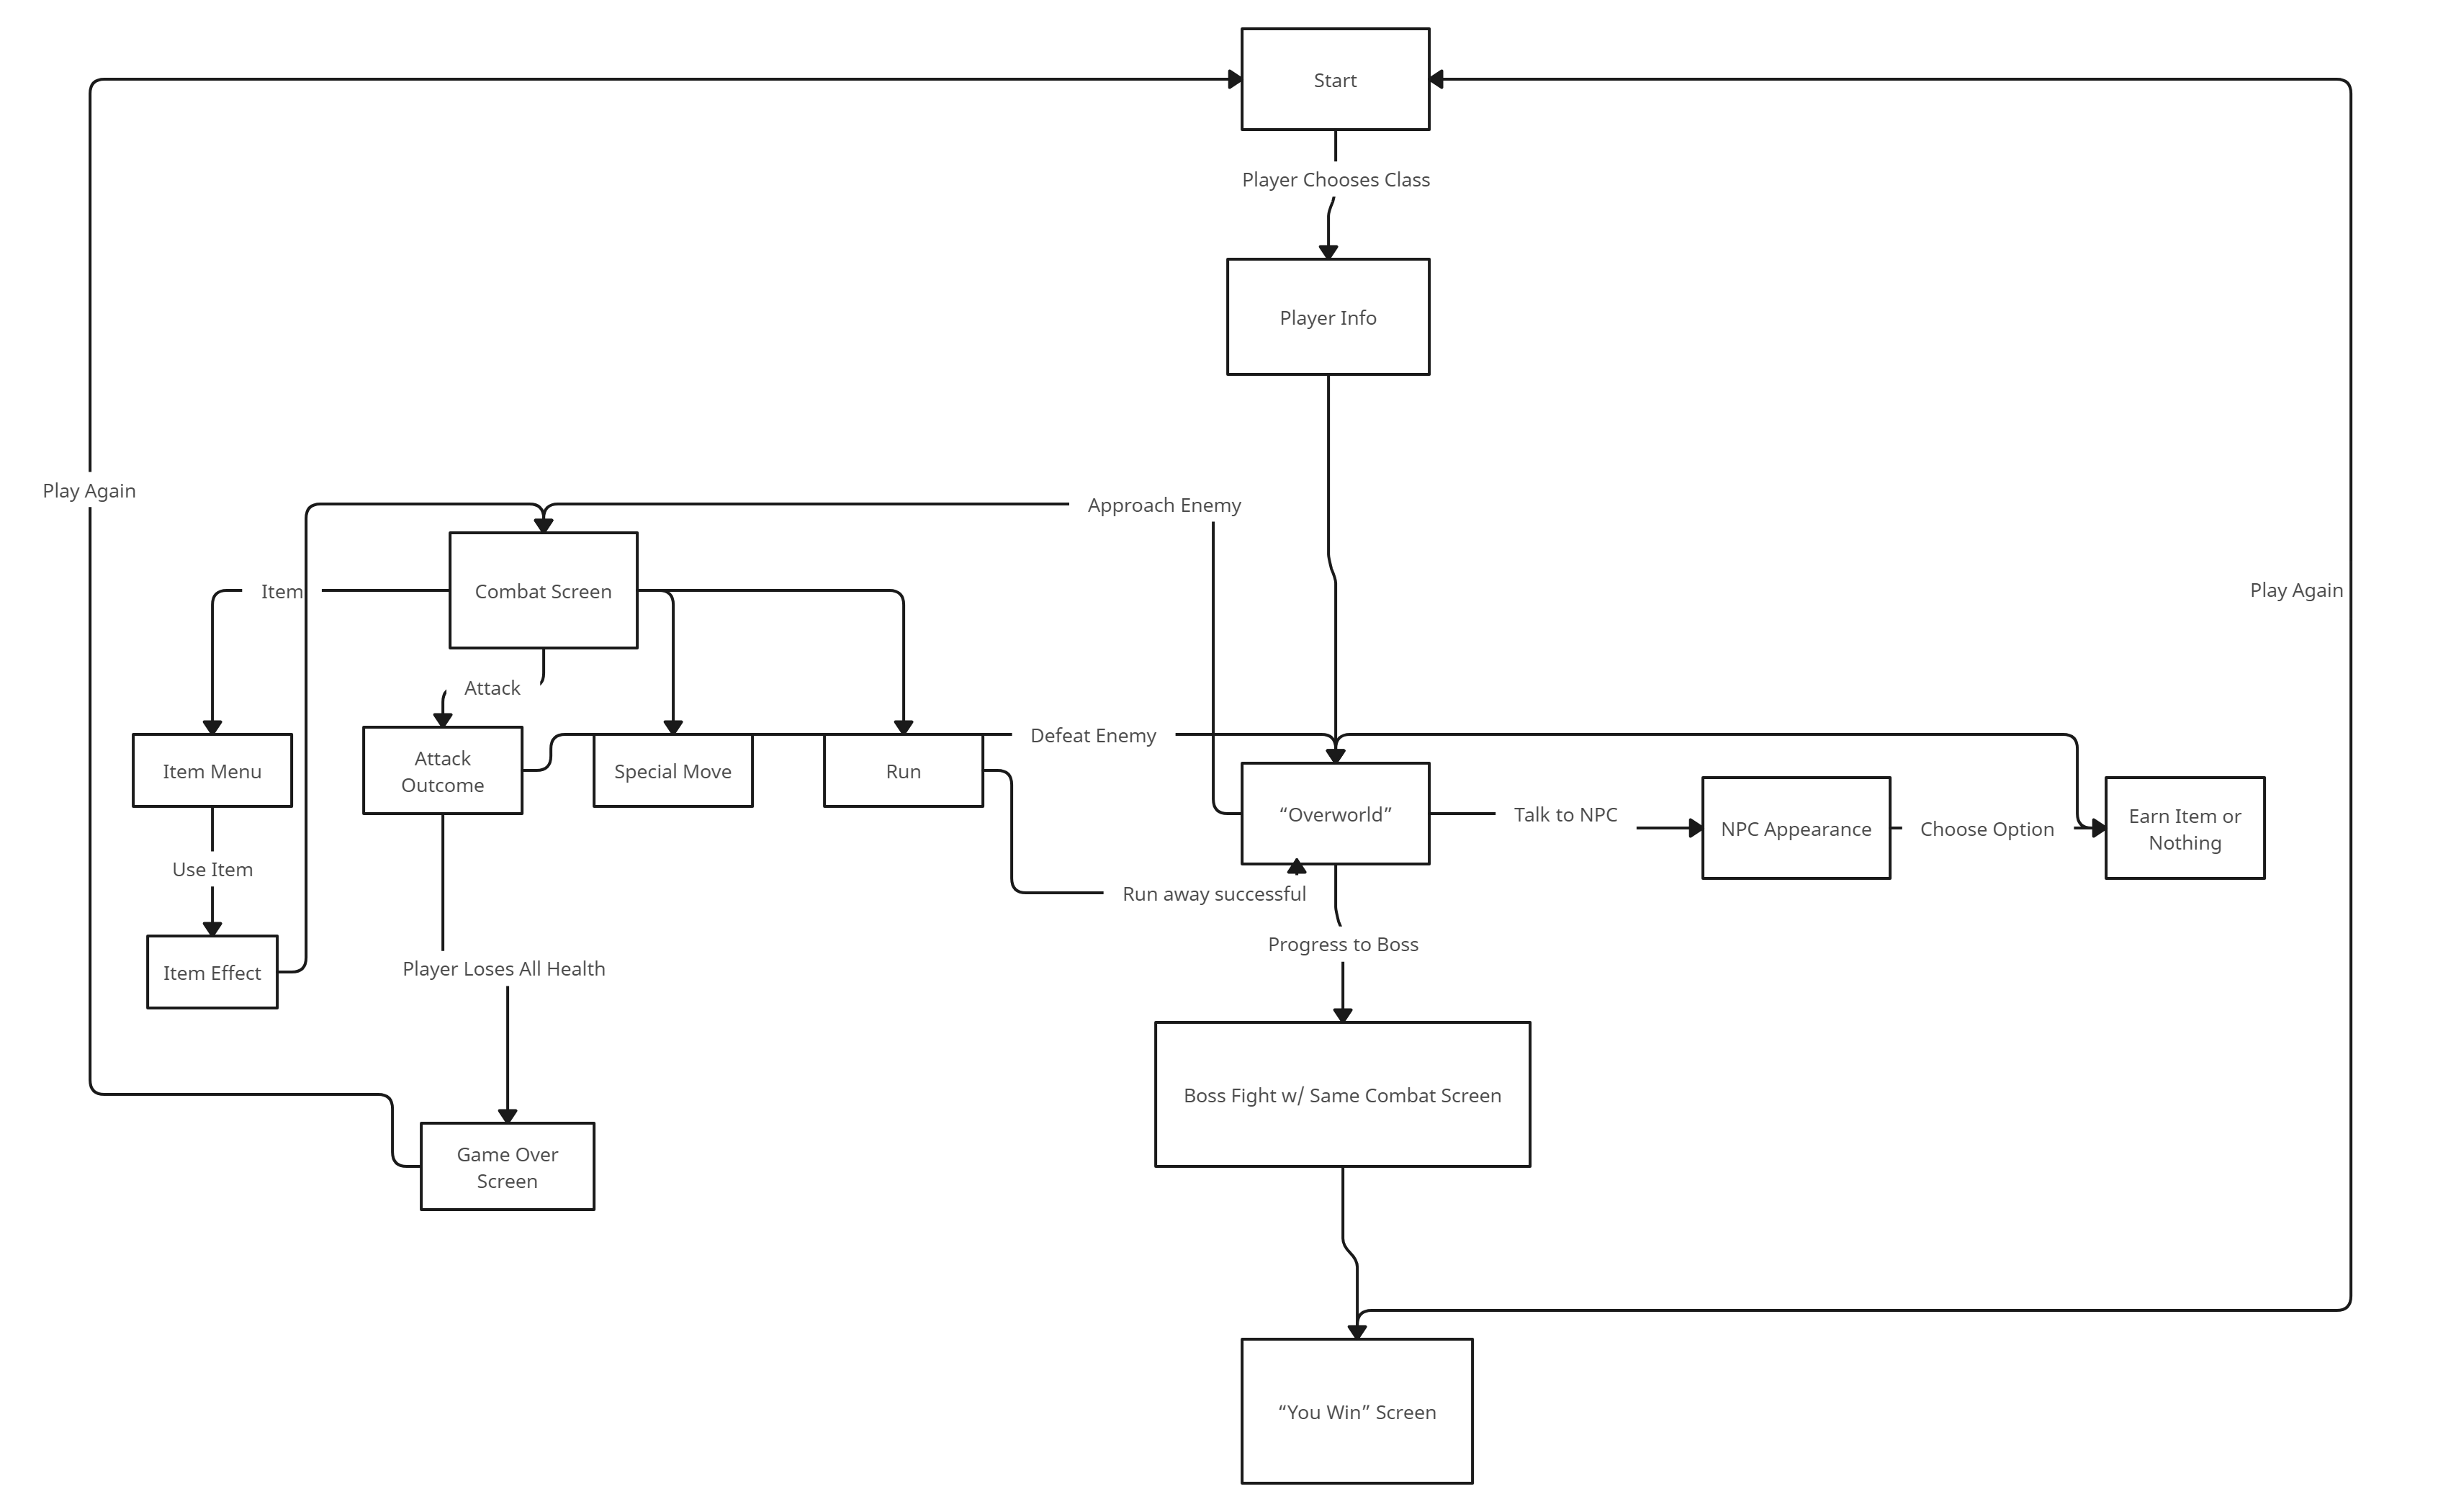 Start
Player Chooses Class
Player Info
Play Again
Approach Enemy
Item
Combat Screen
Play Again
Attack
Defeat Enemy
Item Menu
Attack
Outcome
Special Move
Run
“Overworld”
Talk to NPC
NPC Appearance
Choose Option
Earn Item or
Nothing
Use Item
Run away successful
Progress to Boss
Item Effect
Player Loses All Health
Boss Fight w/ Same Combat Screen
Game Over
Screen
“You Win” Screen